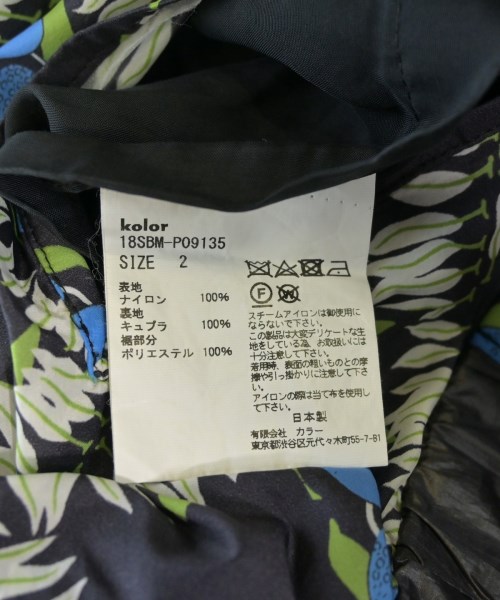 kolor
18SBM-P09135
SIZE 2
表地
ナイロン 100%
裏地
キュプラ 100%
裾部分
ポリエステル 100%
F W
スチームアイロンは御使用に
ならないで下さい。
この製品は大変デリケートな生
地をしている為、お取扱いには
十分注意して下さい。
着用時、表面の粗いものとの摩
擦や引っ掛かりに注意して下さ
い。
アイロンの際は当て布を使用し
て下さい。
日本製
有限会社 カラー
東京都渋谷区元代々木町55-7-B1